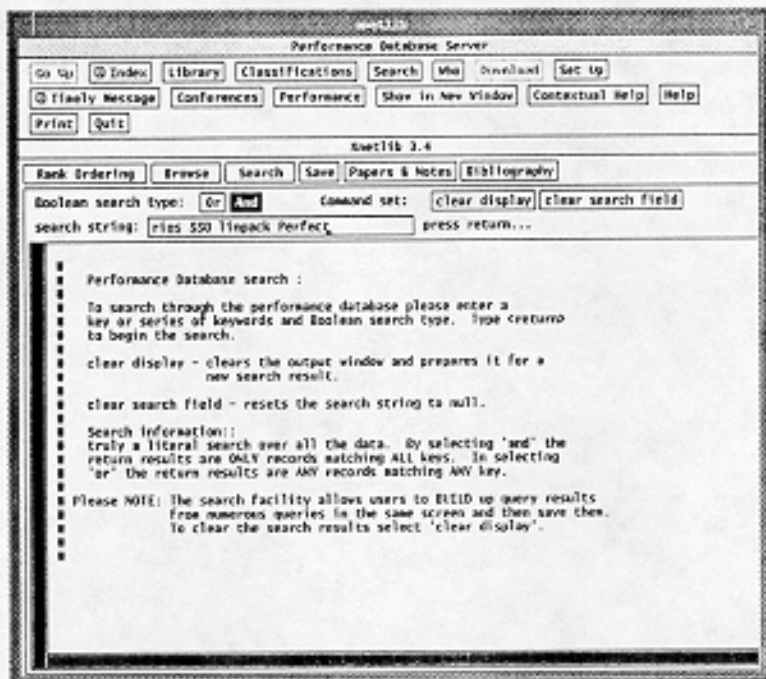 xnetlib
Performance Database Server
Go Up @ Index Library Classifications Search Who Download Set Up
@ Timely Message Conferences Performance Show in New Window Contextual Help Help
Print Quit
Xnetlib 3.4
Rank Ordering Browse Search Save Papers & Notes Bibliography
Boolean search type: Or And Command set: clear display clear search field
search string: rios 550 linpack Perfect press return...
Performance Database search :
To search through the performance database please enter a
key or series of keywords and Boolean search type. Type <return>
to begin the search.
clear display - clears the output window and prepares it for a
new search result.
clear search field - resets the search string to null.
Search information::
truly a literal search over all the data. By selecting 'and' the
return results are ONLY records matching ALL keys. In selecting
'or' the return results are ANY records matching ANY key.
Please NOTE: The search facility allows users to BUILD up query results
from numerous queries in the same screen and then save them.
To clear the search results select 'clear display'.